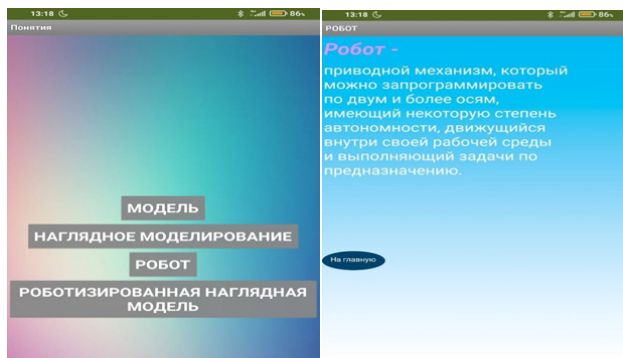 13:18
86%
Понятия
МОДЕЛЬ
НАГЛЯДНОЕ МОДЕЛИРОВАНИЕ
РОБОТ
РОБОТИЗИРОВАННАЯ НАГЛЯДНАЯ
МОДЕЛЬ
13:18
86%
РОБОТ
Робот -
приводной механизм, который
можно запрограммировать
по двум и более осям,
имеющий некоторую степень
автономности, движущийся
внутри своей рабочей среды
и выполняющий задачи по
предназначению.
На главную